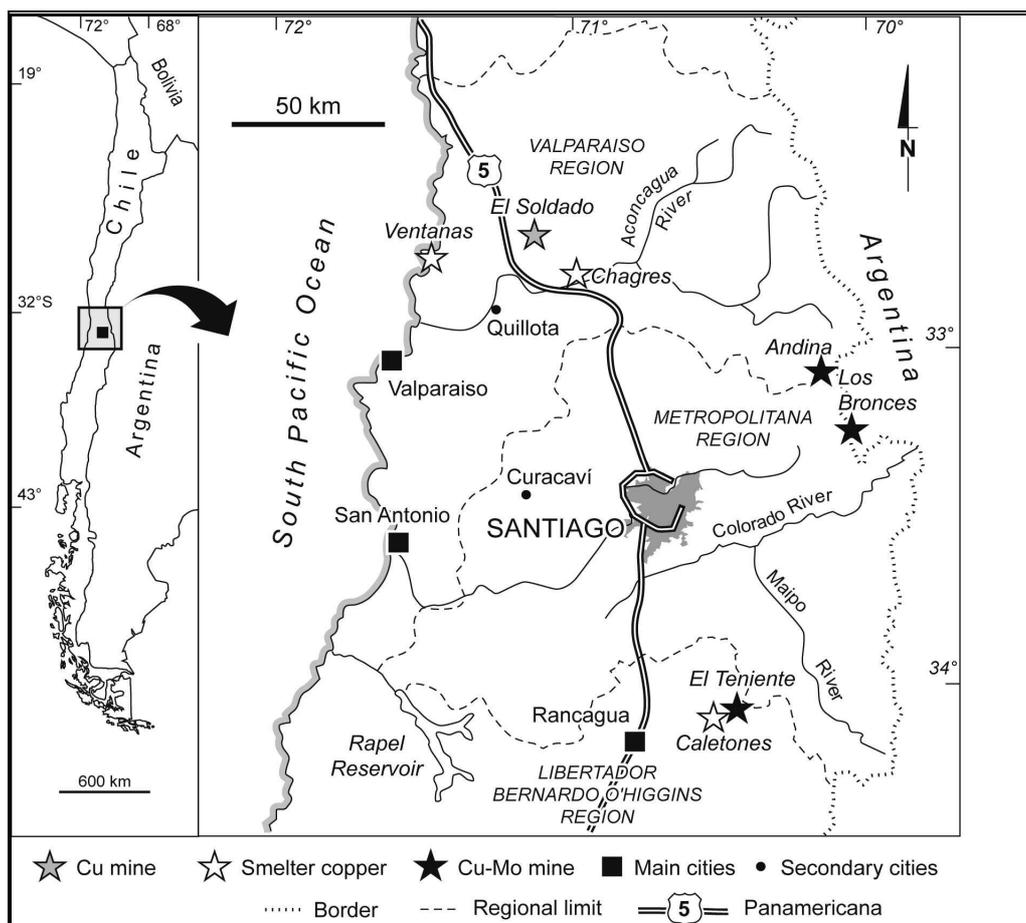 72°
68°
19°
Bolivia
Chile
32°S
Argentina
43°
600 km
72°
71°
70°
50 km
N
5
VALPARAISO
REGION
Aconcagua
River
El Soldado
Ventanas
Chagres
Quillota
South Pacific Ocean
Argentina
33°
Andina
Los
Bronces
Valparaiso
METROPOLITANA
REGION
Curacaví
San Antonio
SANTIAGO
Colorado River
Maipo
River
34°
El Teniente
Rancagua
Caletones
Rapel
Reservoir
LIBERTADOR
BERNARDO O'HIGGINS
REGION
Cu mine
Smelter copper
Cu-Mo mine
Main cities
Secondary cities
Border
Regional limit
5
Panamericana